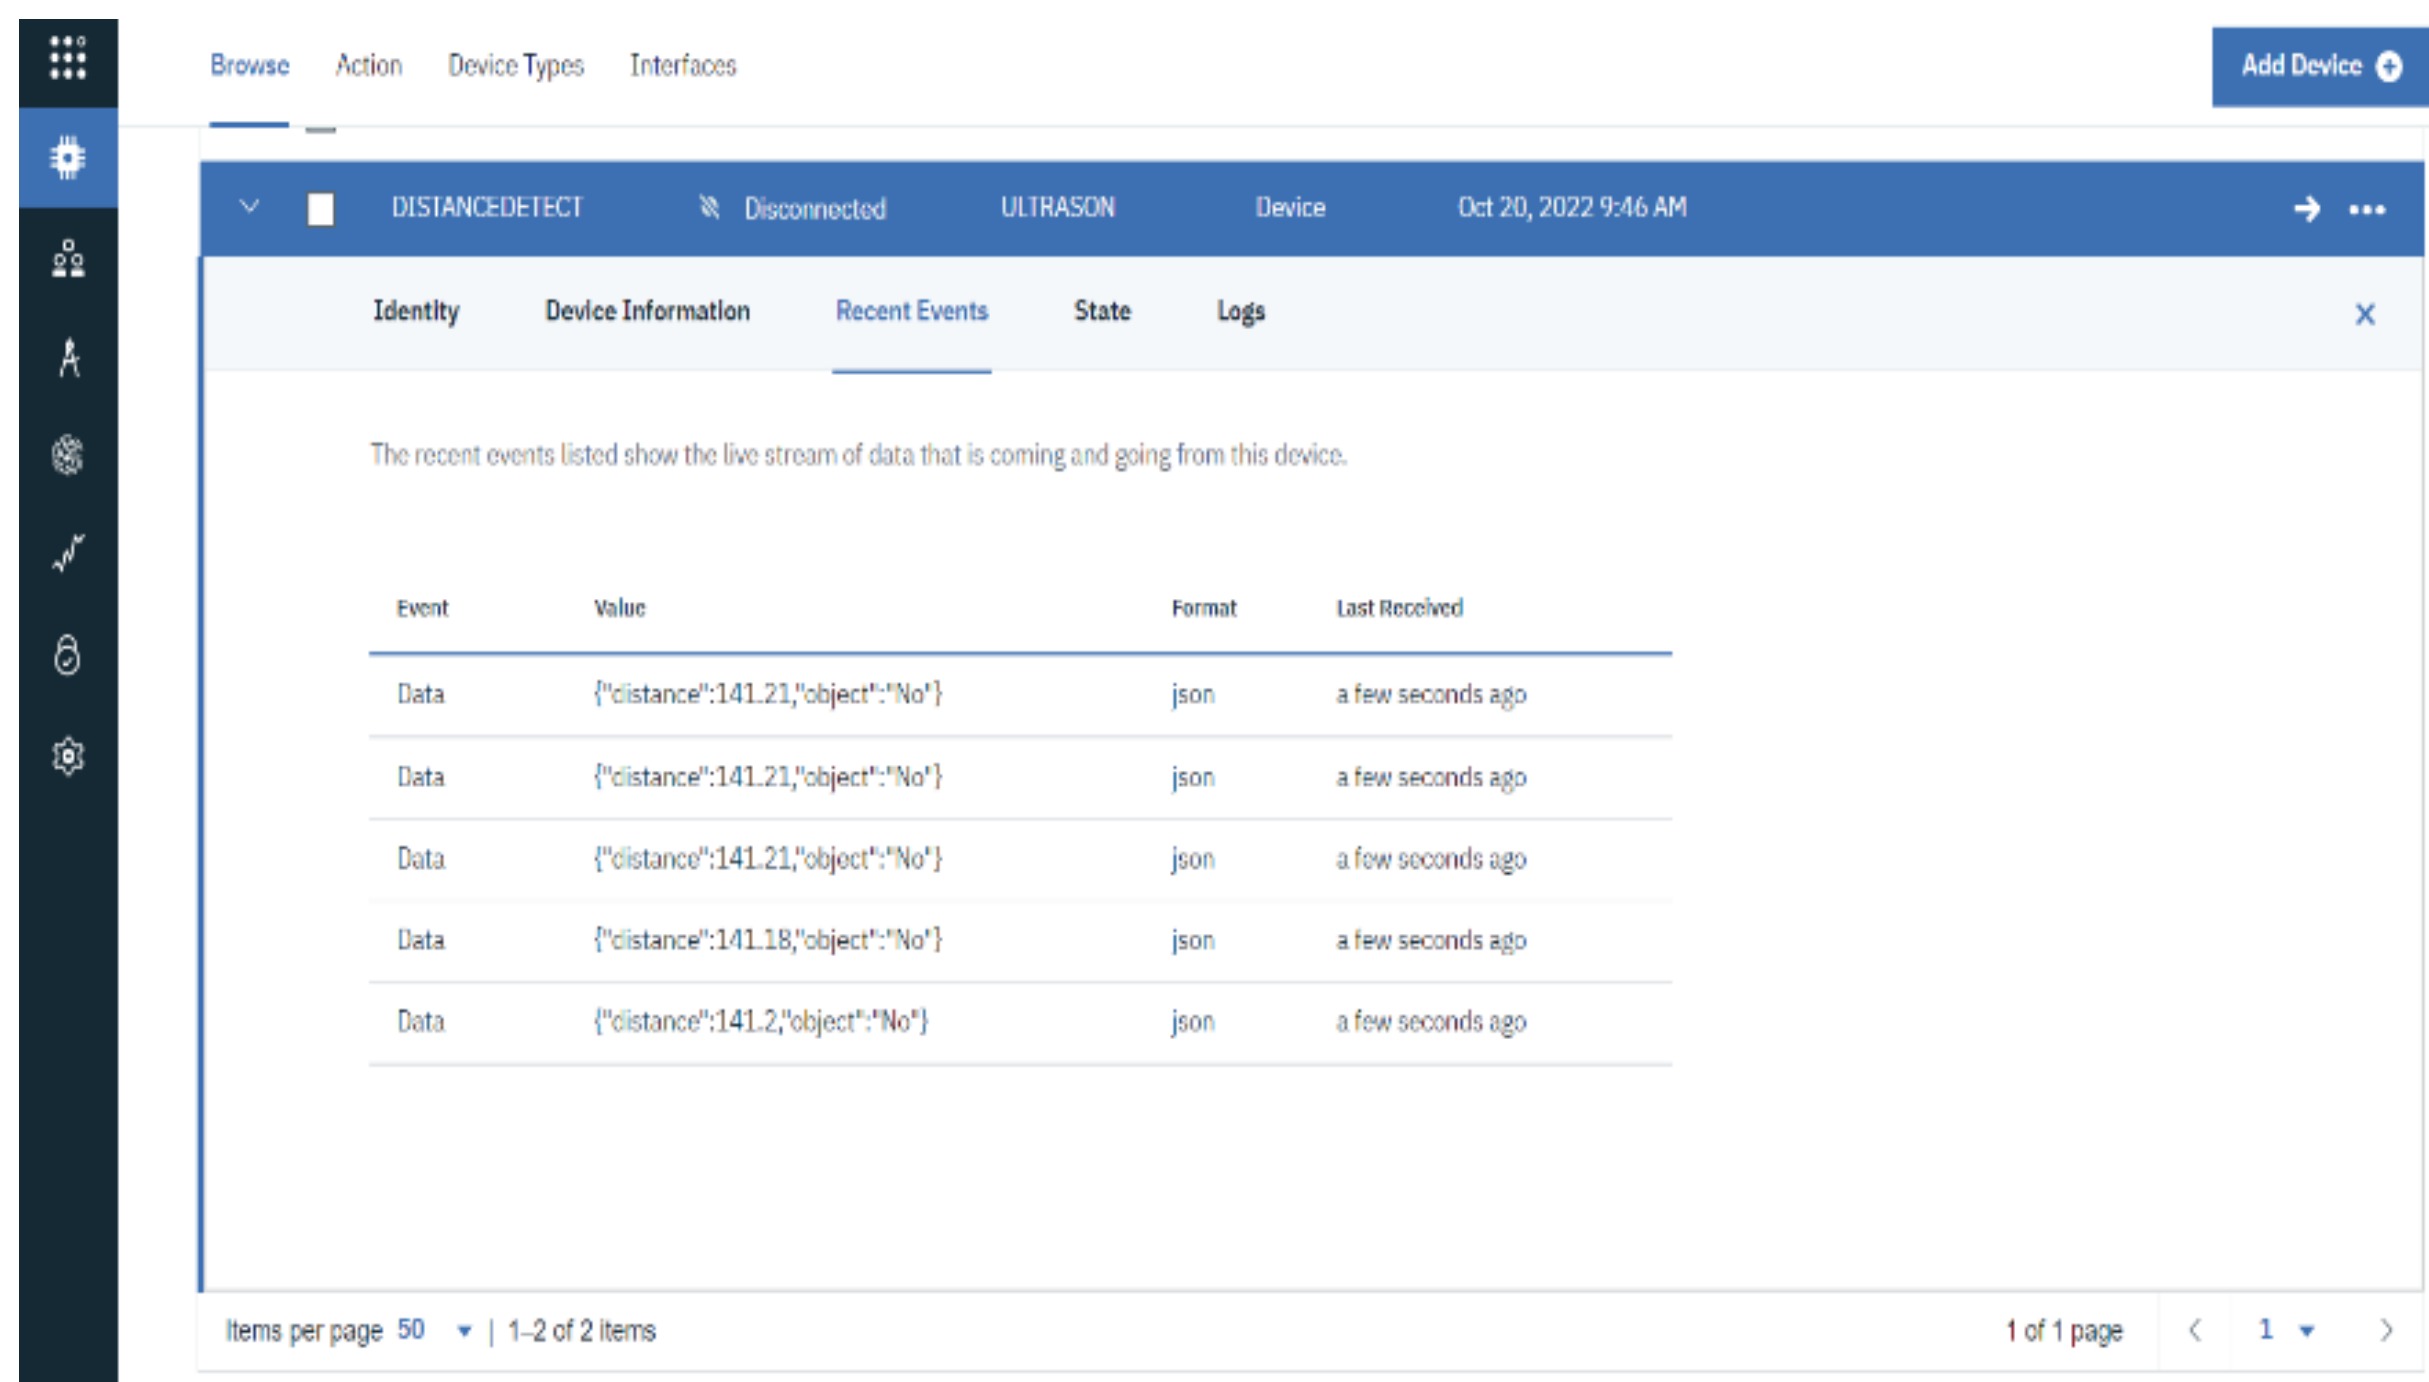 Browse Action Device Types Interfaces Add Device
DISTANCEDETECT Disconnected ULTRASON Device Oct 20, 2022 9:46 AM
Identity Device Information Recent Events State Logs
The recent events listed show the live stream of data that is coming and going from this device.
Event Value Format Last Received
Data {"distance":141.21,"object":"No"} json a few seconds ago
Data {"distance":141.21,"object":"No"} json a few seconds ago
Data {"distance":141.21,"object":"No"} json a few seconds ago
Data {"distance":141.18,"object":"No"} json a few seconds ago
Data {"distance":141.2,"object":"No"} json a few seconds ago
Items per page 50 | 1–2 of 2 items 1 of 1 page 1